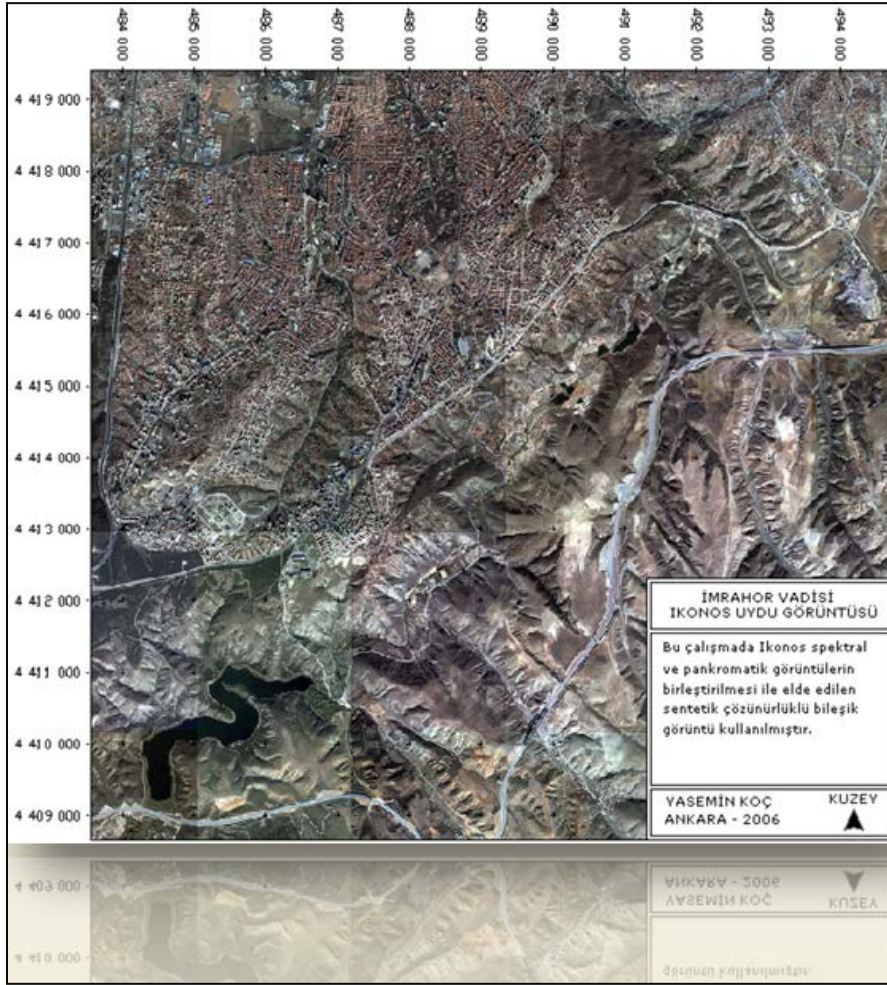 484 000
485 000
486 000
487 000
488 000
489 000
490 000
491 000
492 000
493 000
494 000
4 419 000
4 418 000
4 417 000
4 416 000
4 415 000
4 414 000
4 413 000
4 412 000
4 411 000
4 410 000
4 409 000
İMRAHOR VADİSİ
IKONOS UYDU GÖRÜNTÜSÜ
Bu çalışmada Ikonos spektral
ve pankromatik görüntülerin
birleştirilmesi ile elde edilen
sentetik çözünürlüklü bileşik
görüntü kullanılmıştır.
YASEMİN KOÇ
ANKARA - 2006
KUZEY